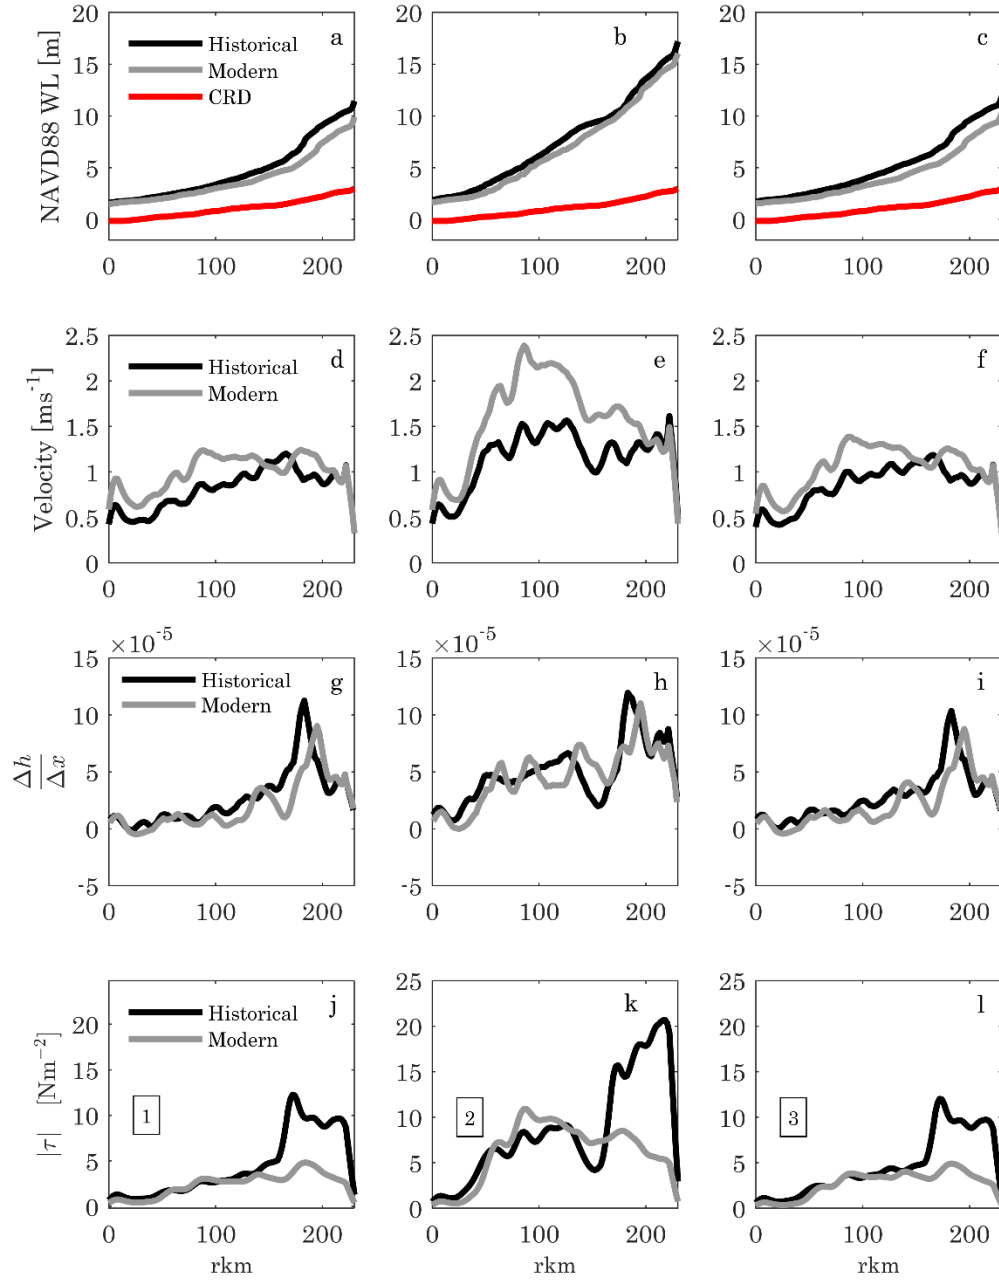 NAVD88 WL [m]
20
15
10
5
0
Historical
Modern
CRD
a
0 100 200
20
15
10
5
0
b
0 100 200
20
15
10
5
0
c
0 100 200
Velocity [ms⁻¹]
2.5
2
1.5
1
0.5
0
Historical
Modern
d
0 100 200
2.5
2
1.5
1
0.5
0
e
0 100 200
2.5
2
1.5
1
0.5
0
f
0 100 200
Δh
Δx
×10⁻⁵
15
10
5
0
-5
Historical
Modern
g
0 100 200
×10⁻⁵
15
10
5
0
-5
h
0 100 200
×10⁻⁵
15
10
5
0
-5
i
0 100 200
|τ| [Nm⁻²]
20
15
10
5
0
Historical
Modern
j
1
0 100 200
rkm
25
20
15
10
5
0
k
2
0 100 200
rkm
25
20
15
10
5
0
l
3
0 100 200
rkm